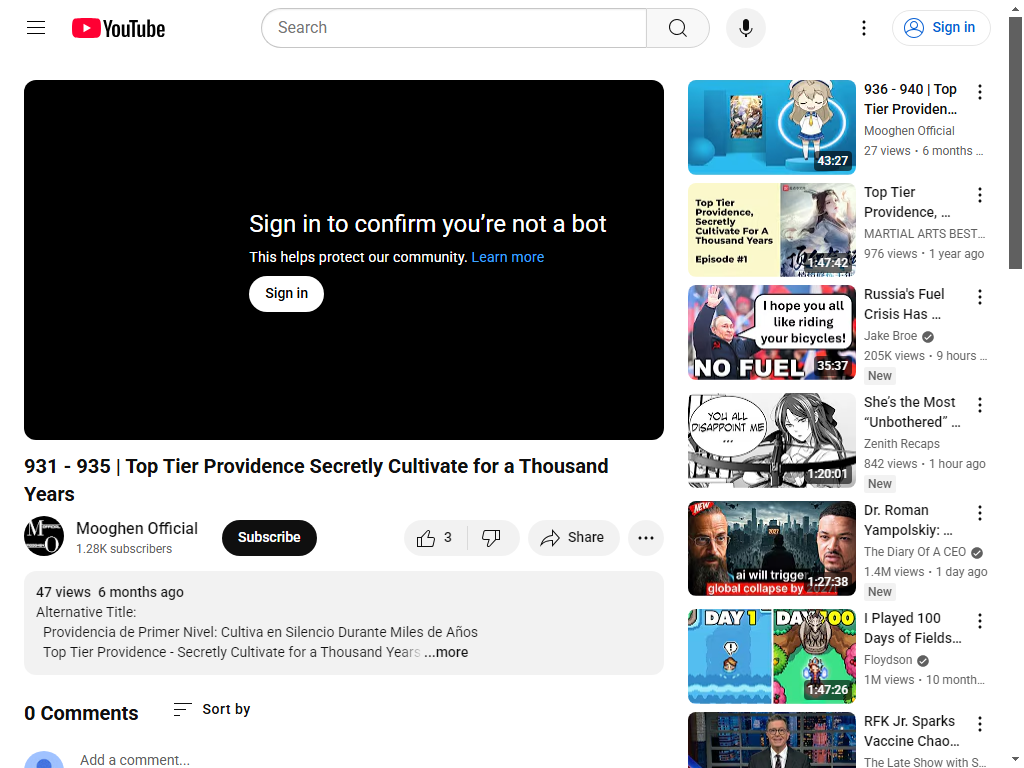 YouTube
Search
Sign in
Sign in to confirm you're not a bot
This helps protect our community. Learn more
Sign in
931 - 935 | Top Tier Providence Secretly Cultivate for a Thousand
Years
Mooghen Official
1.28K subscribers
Subscribe
3
Share
47 views 6 months ago
Alternative Title:
Providencia de Primer Nivel: Cultiva en Silencio Durante Miles de Años
Top Tier Providence - Secretly Cultivate for a Thousand Years ...more
0 Comments
Sort by
Add a comment...
43:27
936 - 940 | Top
Tier Providen...
Mooghen Official
27 views • 6 months ...
Top Tier
Providence,
Secretly
Cultivate For A
Thousand Years
Episode #1
1:47:42
Top Tier
Providence, ...
MARTIAL ARTS BEST...
976 views • 1 year ago
I hope you all
like riding
your bicycles!
NO FUEL
35:37
Russia's Fuel
Crisis Has ...
Jake Broe
205K views • 9 hours ...
New
YOU ALL
DISAPPOINT ME
...
1:20:01
She's the Most
“Unbothered” ...
Zenith Recaps
842 views • 1 hour ago
New
NEW
2027
ai will trigger
global collapse by
1:27:38
Dr. Roman
Yampolskiy: ...
The Diary Of A CEO
1.4M views • 1 day ago
New
DAY 1
1:47:26
I Played 100
Days of Fields...
Floydson
1M views • 10 month...
RFK Jr. Sparks
Vaccine Chao...
The Late Show with S...